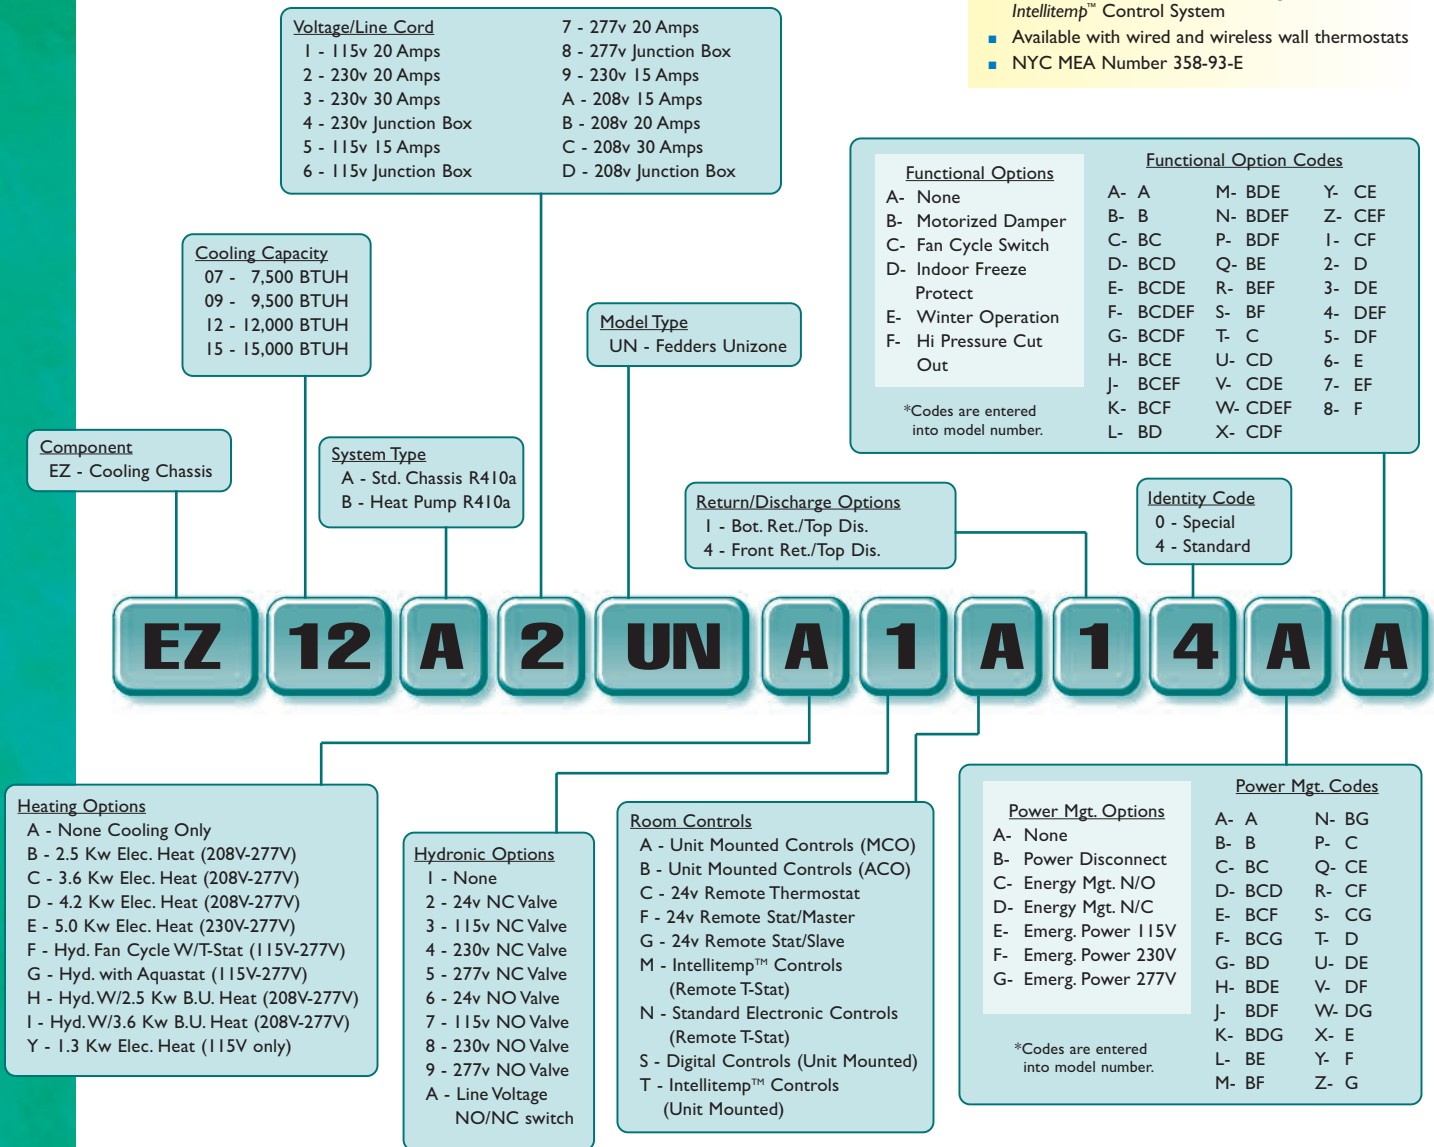 Intellitemp™ Control System
Available with wired and wireless wall thermostats
NYC MEA Number 358-93-E
Voltage/Line Cord
1 - 115v 20 Amps
2 - 230v 20 Amps
3 - 230v 30 Amps
4 - 230v Junction Box
5 - 115v 15 Amps
6 - 115v Junction Box
7 - 277v 20 Amps
8 - 277v Junction Box
9 - 230v 15 Amps
A - 208v 15 Amps
B - 208v 20 Amps
C - 208v 30 Amps
D - 208v Junction Box
Functional Options
A- None
B- Motorized Damper
C- Fan Cycle Switch
D- Indoor Freeze
Protect
E- Winter Operation
F- Hi Pressure Cut
Out
*Codes are entered
into model number.
Functional Option Codes
A- A
B- B
C- BC
D- BCD
E- BCDE
F- BCDEF
G- BCDF
H- BCE
J- BCEF
K- BCF
L- BD
M- BDE
N- BDEF
P- BDF
Q- BE
R- BEF
S- BF
T- C
U- CD
V- CDE
W- CDEF
X- CDF
Y- CE
Z- CEF
1- CF
2- D
3- DE
4- DEF
5- DF
6- E
7- EF
8- F
Cooling Capacity
07 - 7,500 BTUH
09 - 9,500 BTUH
12 - 12,000 BTUH
15 - 15,000 BTUH
Model Type
UN - Fedders Unizone
Component
EZ - Cooling Chassis
System Type
A - Std. Chassis R410a
B - Heat Pump R410a
Return/Discharge Options
1 - Bot. Ret./Top Dis.
4 - Front Ret./Top Dis.
Identity Code
0 - Special
4 - Standard
EZ 12 A 2 UN A 1 A 1 4 A A
Heating Options
A - None Cooling Only
B - 2.5 Kw Elec. Heat (208V-277V)
C - 3.6 Kw Elec. Heat (208V-277V)
D - 4.2 Kw Elec. Heat (208V-277V)
E - 5.0 Kw Elec. Heat (230V-277V)
F - Hyd. Fan Cycle W/T-Stat (115V-277V)
G - Hyd. with Aquastat (115V-277V)
H - Hyd. W/2.5 Kw B.U. Heat (208V-277V)
I - Hyd. W/3.6 Kw B.U. Heat (208V-277V)
Y - 1.3 Kw Elec. Heat (115V only)
Hydronic Options
1 - None
2 - 24v NC Valve
3 - 115v NC Valve
4 - 230v NC Valve
5 - 277v NC Valve
6 - 24v NO Valve
7 - 115v NO Valve
8 - 230v NO Valve
9 - 277v NO Valve
A - Line Voltage
NO/NC switch
Room Controls
A - Unit Mounted Controls (MCO)
B - Unit Mounted Controls (ACO)
C - 24v Remote Thermostat
F - 24v Remote Stat/Master
G - 24v Remote Stat/Slave
M - Intellitemp™ Controls
(Remote T-Stat)
N - Standard Electronic Controls
(Remote T-Stat)
S - Digital Controls (Unit Mounted)
T - Intellitemp™ Controls
(Unit Mounted)
Power Mgt. Options
A- None
B- Power Disconnect
C- Energy Mgt. N/O
D- Energy Mgt. N/C
E- Emerg. Power 115V
F- Emerg. Power 230V
G- Emerg. Power 277V
*Codes are entered
into model number.
Power Mgt. Codes
A- A
B- B
C- BC
D- BCD
E- BCF
F- BCG
G- BD
H- BDE
J- BDF
K- BDG
L- BE
M- BF
N- BG
P- C
Q- CE
R- CF
S- CG
T- D
U- DE
V- DF
W- DG
X- E
Y- F
Z- G